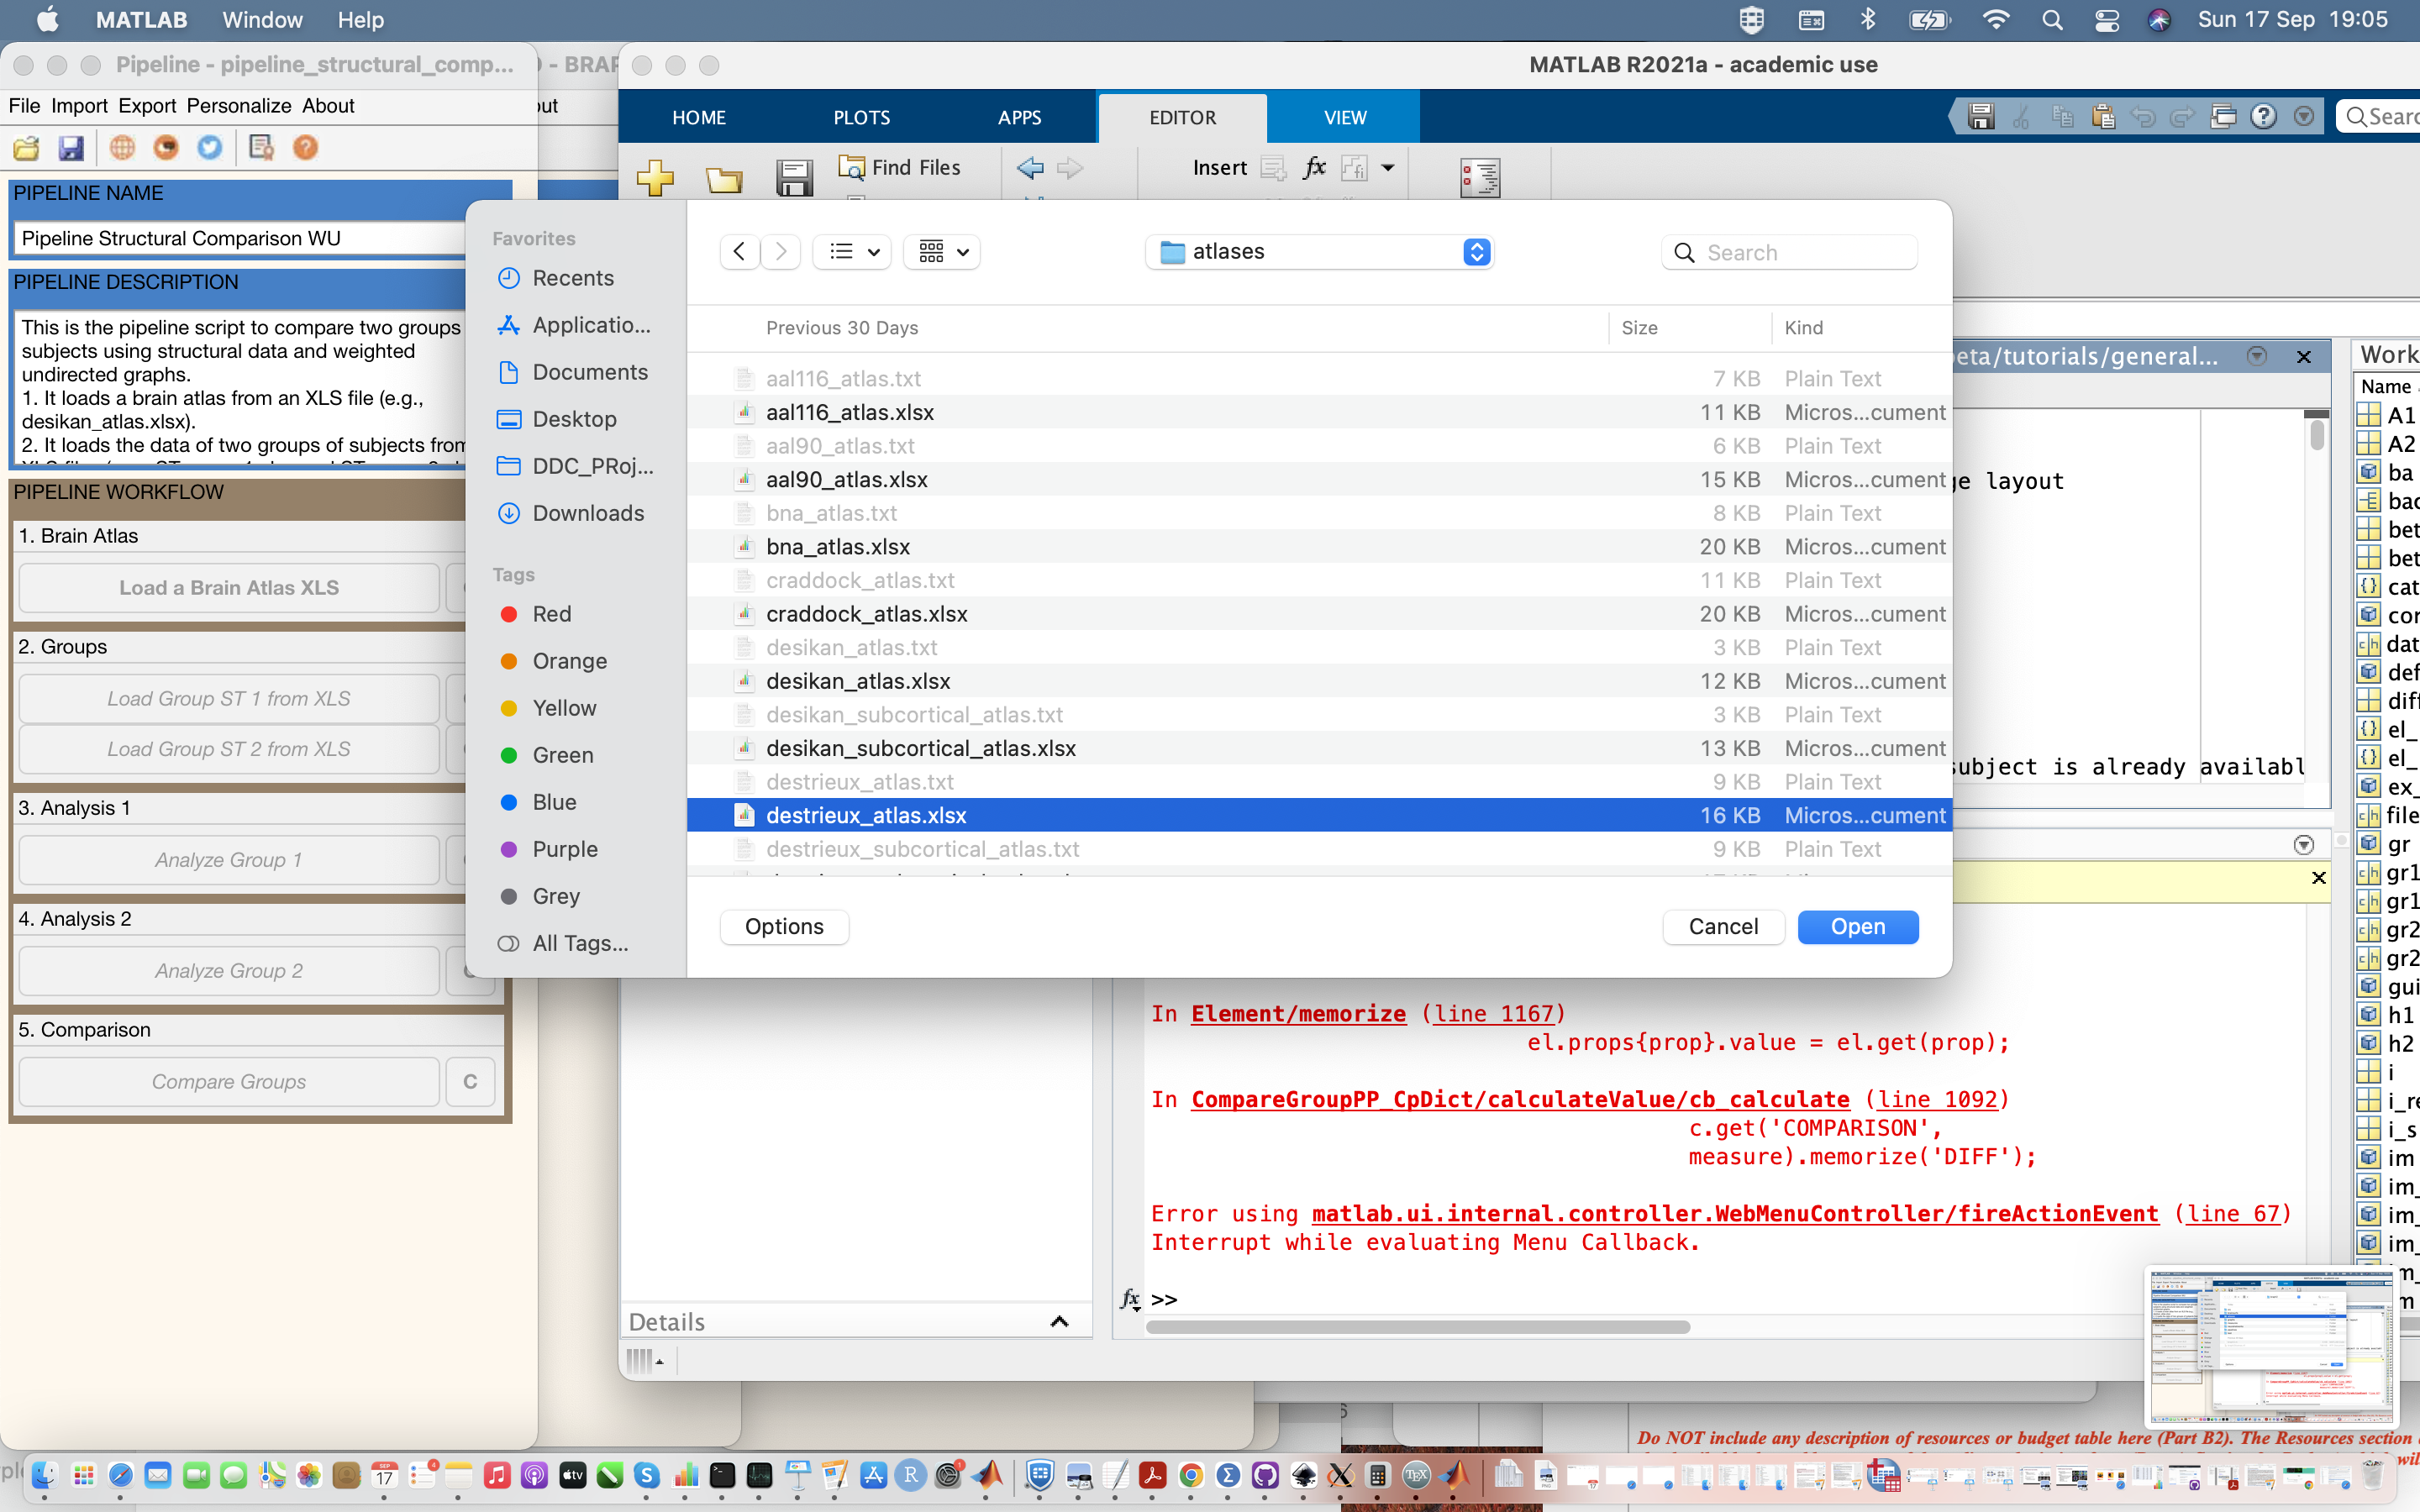 MATLAB Window Help
Sun 17 Sep 19:05
Pipeline - pipeline_structural_comp...
- BRAP
MATLAB R2021a - academic use
File Import Export Personalize About
HOME PLOTS APPS EDITOR VIEW
Find Files
Insert
fx
PIPELINE NAME
Pipeline Structural Comparison WU
PIPELINE DESCRIPTION
This is the pipeline script to compare two groups
subjects using structural data and weighted
undirected graphs.
1. It loads a brain atlas from an XLS file (e.g.,
desikan_atlas.xlsx).
2. It loads the data of two groups of subjects from
PIPELINE WORKFLOW
1. Brain Atlas
Load a Brain Atlas XLS
2. Groups
Load Group ST 1 from XLS
Load Group ST 2 from XLS
3. Analysis 1
Analyze Group 1
4. Analysis 2
Analyze Group 2
5. Comparison
Compare Groups
C
Favorites
Recents
Applicatio...
Documents
Desktop
DDC_PRoj...
Downloads
Tags
Red
Orange
Yellow
Green
Blue
Purple
Grey
All Tags...
atlases
Search
Previous 30 Days Size Kind
aal116_atlas.txt 7 KB Plain Text
aal116_atlas.xlsx 11 KB Micros...cument
aal90_atlas.txt 6 KB Plain Text
aal90_atlas.xlsx 15 KB Micros...cument
bna_atlas.txt 8 KB Plain Text
bna_atlas.xlsx 20 KB Micros...cument
craddock_atlas.txt 11 KB Plain Text
craddock_atlas.xlsx 20 KB Micros...cument
desikan_atlas.txt 3 KB Plain Text
desikan_atlas.xlsx 12 KB Micros...cument
desikan_subcortical_atlas.txt 3 KB Plain Text
desikan_subcortical_atlas.xlsx 13 KB Micros...cument
destrieux_atlas.txt 9 KB Plain Text
destrieux_atlas.xlsx 16 KB Micros...cument
destrieux_subcortical_atlas.txt 9 KB Plain Text
Options
Cancel
Open
eta/tutorials/general...
ge layout
subject is already availabl
In Element/memorize (line 1167)
el.props{prop}.value = el.get(prop);
In CompareGroupPP_CpDict/calculateValue/cb_calculate (line 1092)
c.get('COMPARISON',
measure).memorize('DIFF');
Error using matlab.ui.internal.controller.WebMenuController/fireActionEvent (line 67)
Interrupt while evaluating Menu Callback.
fx >>
Details
Work
Name
A1
A2
ba
bac
bet
bet
cat
cor
dat
def
diff
el_
el_
ex_
file
gr
gr1
gr1
gr2
gr2
gui
h1
h2
i
i_re
i_s
im
im_
im_
im_
Do NOT include any description of resources or budget table here (Part B2). The Resources section